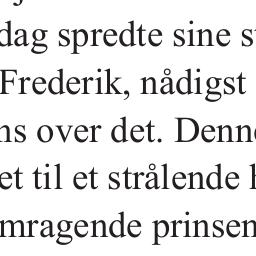 dag spredte sine s
Frederik, nådigst
ns over det. Denn
et til et strålende
mragende prinsen